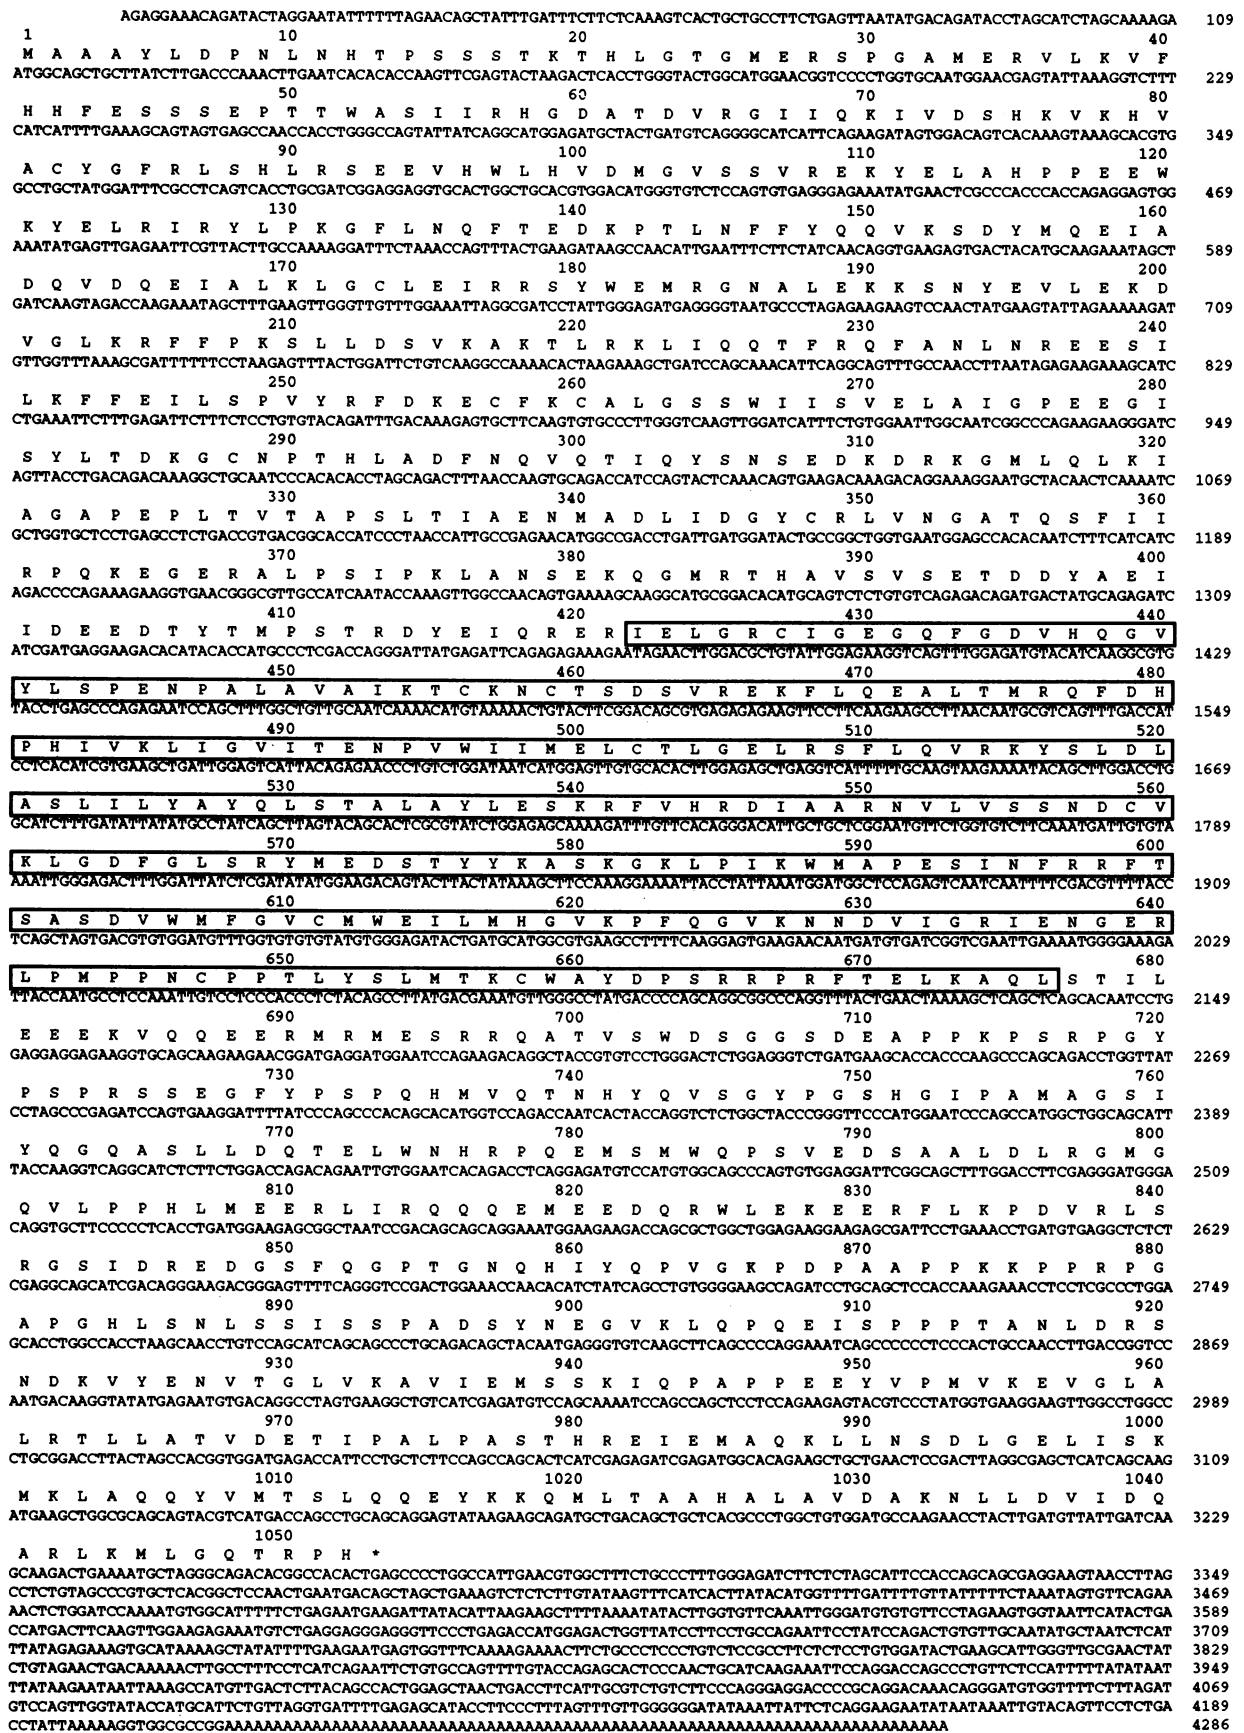 AGAGGAAACAGATACTAGGAATATTTTTTAGAACAGCTATTTGATTTCTTCTCAAAGTCACTGCTGCCTTCTGAGTTAATATGACAGATACCTAGCATCTAGCAAAAGA 109
1 10 20 30 40
M A A A Y L D P N L N H T P S S S T K T H L G T G M E R S P G A M E R V L K V F
ATGGCAGCTGCTTATCTTGACCCAAACTTGAATCACACACCAAGTTCGAGTACTAAGACTCACCTGGGTACTGGCATGGAACGGTCCCCTGGTGCAATGGAACGAGTATTAAAGGTCTTT 229
50 60 70 80
H H F E S S S E P T T W A S I I R H G D A T D V R G I I Q K I V D S H K V K H V
CATCATTTTGAAAGCAGTAGTGAGCCAACCACCTGGGCCAGTATTATCAGGCATGGAGATGCTACTGATGTCAGGGGCATCATTCAGAAGATAGTGGACAGTCACAAAGTAAAGCACGTG 349
90 100 110 120
A C Y G F R L S H L R S E E V H W L H V D M G V S S V R E K Y E L A H P P E E W
GCCTGCTATGGATTTCGCCTCAGTCACCTGCGATCGGAGGAGGTGCACTGGCTGCACGTGGACATGGGTGTCTCCAGTGTGAGGGAGAAATATGAACTCGCCCACCCACCAGAGGAGTGG 469
130 140 150 160
K Y E L R I R Y L P K G F L N Q F T E D K P T L N F F Y Q Q V K S D Y M Q E I A
AAATATGAGTTGAGAATTCGTTACTTGCCAAAAGGATTTCTAAACCAGTTTACTGAAGATAAGCCAACATTGAATTTCTTCTATCAACAGGTGAAGAGTGACTACATGCAAGAAATAGCT 589
170 180 190 200
D Q V D Q E I A L K L G C L E I R R S Y W E M R G N A L E K K S N Y E V L E K D
GATCAAGTAGACCAAGAAATAGCTTTGAAGTTGGGTTGTTTGGAAATTAGGCGATCCTATTGGGAGATGAGGGGTAATGCCCTAGAGAAGAAGTCCAACTATGAAGTATTAGAAAAAGAT 709
210 220 230 240
V G L K R F F P K S L L D S V K A K T L R K L I Q Q T F R Q F A N L N R E E S I
GTTGGTTTAAAGCGATTTTTTCCTAAGAGTTTACTGGATTCTGTCAAGGCCAAAACACTAAGAAAGCTGATCCAGCAAACATTCAGGCAGTTTGCCAACCTTAATAGAGAAGAAAGCATC 829
250 260 270 280
L K F F E I L S P V Y R F D K E C F K C A L G S S W I I S V E L A I G P E E G I
CTGAAATTCTTTGAGATTCTTTCTCCTGTGTACAGATTTGACAAAGAGTGCTTCAAGTGTGCCCTTGGGTCAAGTTGGATCATTTCTGTGGAATTGGCAATCGGCCCAGAAGAAGGGATC 949
290 300 310 320
S Y L T D K G C N P T H L A D F N Q V Q T I Q Y S N S E D K D R K G M L Q L K I
AGTTACCTGACAGACAAAGGCTGCAATCCCACACACCTAGCAGACTTTAACCAAGTGCAGACCATCCAGTACTCAAACAGTGAAGACAAAGACAGGAAAGGAATGCTACAACTCAAAATC 1069
330 340 350 360
A G A P E P L T V T A P S L T I A E N M A D L I D G Y C R L V N G A T Q S F I I
GCTGGTGCTCCTGAGCCTCTGACCGTGACGGCACCATCCCTAACCATTGCCGAGAACATGGCCGACCTGATTGATGGATACTGCCGGCTGGTGAATGGAGCCACACAATCTTTCATCATC 1189
370 380 390 400
R P Q K E G E R A L P S I P K L A N S E K Q G M R T H A V S V S E T D D Y A E I
AGACCCCAGAAAGAAGGTGAACGGGCGTTGCCATCAATACCAAAGTTGGCCAACAGTGAAAAGCAAGGCATGCGGACACATGCAGTCTCTGTGTCAGAGACAGATGACTATGCAGAGATC 1309
410 420 430 440
I D E E D T Y T M P S T R D Y E I Q R E R I E L G R C I G E G Q F G D V H Q G V
ATCGATGAGGAAGACACATACACCATGCCCTCGACCAGGGATTATGAGATTCAGAGAGAAAGAATAGAACTTGGACGCTGTATTGGAGAAGGTCAGTTTGGAGATGTACATCAAGGCGTG 1429
450 460 470 480
Y L S P E N P A L A V A I K T C K N C T S D S V R E K F L Q E A L T M R Q F D H
TACCTGAGCCCAGAGAATCCAGCTTTGGCTGTTGCAATCAAAACATGTAAAAACTGTACTTCGGACAGCGTGAGAGAGAAGTTCCTTCAAGAAGCCTTAACAATGCGTCAGTTTGACCAT 1549
490 500 510 520
P H I V K L I G V I T E N P V W I I M E L C T L G E L R S F L Q V R K Y S L D L
CCTCACATCGTGAAGCTGATTGGAGTCATTACAGAGAACCCTGTCTGGATAATCATGGAGTTGTGCACACTTGGAGAGCTGAGGTCATTTTTGCAAGTAAGAAAATACAGCTTGGACCTG 1669
530 540 550 560
A S L I L Y A Y Q L S T A L A Y L E S K R F V H R D I A A R N V L V S S N D C V
GCATCTTTGATATTATATGCCTATCAGCTTAGTACAGCACTCGCGTATCTGGAGAGCAAAAGATTTGTTCACAGGGACATTGCTGCTCGGAATGTTCTGGTGTCTTCAAATGATTGTGTA 1789
570 580 590 600
K L G D F G L S R Y M E D S T Y Y K A S K G K L P I K W M A P E S I N F R R F T
AAATTGGGAGACTTTGGATTATCTCGATATATGGAAGACAGTACTTACTATAAAGCTTCCAAAGGAAAATTACCTATTAAATGGATGGCTCCAGAGTCAATCAATTTTCGACGTTTTACC 1909
610 620 630 640
S A S D V W M F G V C M W E I L M H G V K P F Q G V K N N D V I G R I E N G E R
TCAGCTAGTGACGTGTGGATGTTTGGTGTGTGTATGTGGGAGATACTGATGCATGGCGTGAAGCCTTTTCAAGGAGTGAAGAACAATGATGTGATCGGTCGAATTGAAAATGGGGAAAGA 2029
650 660 670 680
L P M P P N C P P T L Y S L M T K C W A Y D P S R R P R F T E L K A Q L S T I L
TTACCAATGCCTCCAAATTGTCCTCCCACCCTCTACAGCCTTATGACGAAATGTTGGGCCTATGACCCCAGCAGGCGGCCCAGGTTTACTGAACTAAAAGCTCAGCTCAGCACAATCCTG 2149
690 700 710 720
E E E K V Q Q E E R M R M E S R R Q A T V S W D S G G S D E A P P K P S R P G Y
GAGGAGGAGAAGGTGCAGCAAGAAGAACGGATGAGGATGGAATCCAGAAGACAGGCTACCGTGTCCTGGGACTCTGGAGGGTCTGATGAAGCACCACCCAAGCCCAGCAGACCTGGTTAT 2269
730 740 750 760
P S P R S S E G F Y P S P Q H M V Q T N H Y Q V S G Y P G S H G I P A M A G S I
CCTAGCCCGAGATCCAGTGAAGGATTTTATCCCAGCCCACAGCACATGGTCCAGACCAATCACTACCAGGTCTCTGGCTACCCGGGTTCCCATGGAATCCCAGCCATGGCTGGCAGCATT 2389
770 780 790 800
Y Q G Q A S L L D Q T E L W N H R P Q E M S M W Q P S V E D S A A L D L R G M G
TACCAAGGTCAGGCATCTCTTCTGGACCAGACAGAATTGTGGAATCACAGACCTCAGGAGATGTCCATGTGGCAGCCCAGTGTGGAGGATTCGGCAGCTTTGGACCTTCGAGGGATGGGA 2509
810 820 830 840
Q V L P P H L M E E R L I R Q Q Q E M E E D Q R W L E K E E R F L K P D V R L S
CAGGTGCTTCCCCCTCACCTGATGGAAGAGCGGCTAATCCGACAGCAGCAGGAAATGGAAGAAGACCAGCGCTGGCTGGAGAAGGAAGAGCGATTCCTGAAACCTGATGTGAGGCTCTCT 2629
850 860 870 880
R G S I D R E D G S F Q G P T G N Q H I Y Q P V G K P D P A A P P K K P P R P G
CGAGGCAGCATCGACAGGGAAGACGGGAGTTTTCAGGGTCCGACTGGAAACCAACACATCTATCAGCCTGTGGGGAAGCCAGATCCTGCAGCTCCACCAAAGAAACCTCCTCGCCCTGGA 2749
890 900 910 920
A P G H L S N L S S I S S P A D S Y N E G V K L Q P Q E I S P P P T A N L D R S
GCACCTGGCCACCTAAGCAACCTGTCCAGCATCAGCAGCCCTGCAGACAGCTACAATGAGGGTGTCAAGCTTCAGCCCCAGGAAATCAGCCCCCCTCCCACTGCCAACCTTGACCGGTCC 2869
930 940 950 960
N D K V Y E N V T G L V K A V I E M S S K I Q P A P P E E Y V P M V K E V G L A
AATGACAAGGTATATGAGAATGTGACAGGCCTAGTGAAGGCTGTCATCGAGATGTCCAGCAAAATCCAGCCAGCTCCTCCAGAAGAGTACGTCCCTATGGTGAAGGAAGTTGGCCTGGCC 2989
970 980 990 1000
L R T L L A T V D E T I P A L P A S T H R E I E M A Q K L L N S D L G E L I S K
CTGCGGACCTTACTAGCCACGGTGGATGAGACCATTCCTGCTCTTCCAGCCAGCACTCATCGAGAGATCGAGATGGCACAGAAGCTGCTGAACTCCGACTTAGGCGAGCTCATCAGCAAG 3109
1010 1020 1030 1040
M K L A Q Q Y V M T S L Q Q E Y K K Q M L T A A H A L A V D A K N L L D V I D Q
ATGAAGCTGGCGCAGCAGTACGTCATGACCAGCCTGCAGCAGGAGTATAAGAAGCAGATGCTGACAGCTGCTCACGCCCTGGCTGTGGATGCCAAGAACCTACTTGATGTTATTGATCAA 3229
1050
A R L K M L G Q T R P H *
GCAAGACTGAAAATGCTAGGGCAGACACGGCCACACTGAGCCCCTGGCCATTGAACGTGGCTTTCTGCCCTTTGGGAGATCTTCTCTAGCATTCCACCAGCAGCGAGGAAGTAACCTTAG 3349
CCTCTGTAGCCCGTGCTCACGGCTCCAACTGAATGACAGCTAGCTGAAAGTCTCTCTTGTATAAGTTTCATCACTTATACATGGTTTTGATTTTGTTATTTTTCTAAATAGTGTTCAGAA 3469
AACTCTGGATCCAAAATGTGGCATTTTTCTGAGAATGAAGATTATACATTAAGAAGCTTTTAAAATATACTTGGTGTTCAAATTGGGATGTGTGTTCCTAGAAGTGGTAATTCATACTGA 3589
CCATGACTTCAAGTTGGAAGAGAAATGTCTGAGGAGGGAGGGTTCCCTGAGACCATGGAGACTGGTTATCCTTCCTGCCAGAATTCCTATCCAGACTGTGTTGCAATATGCTAATCTCAT 3709
TTATAGAGAAAGTGCATAAAAGCTATATTTTGAAGAATGAGTGGTTTCAAAAGAAACTTCTGCCCTCCCTGTCTCCGCCTTCTCTCCTGTGGATACTGAAGCATTGGGTTGCGAACTAT 3829
CTGTAGAACTGACAAAAACTTGCCTTTCCTCATCAGAATTCTGTGCCAGTTTTGTACCAGAGCACTCCCAACTGCATCAAGAAATTCCAGGACCAGCCCTGTTCTCCATTTTTATATAAT 3949
TTATAAGAATAATTAAAGCCATGTTGACTCTTACAGCCACTGGAGCTAACTGACCTTCATTGCGTCTGTCTTCCCAGGGAGGACCCCGCAGGACAAACAGGGATGTTTAGAT 4069
GTCCAGTTGGTATACCATGCATTCTGTTAGGTGATTTTGAGAGCATACCTTCCCTTTAGTTTGTTGGGGGGATATAAATTATTCTCAGGAAGAATATAATAAATTGTACAGTTCCTCTGA 4189
CCTATTAAAAAGGTGGCGCCGGAAAAAAAAAAAAAAAAAAAAAAAAAAAAAAAAAAAAAAAAAAAAAAAAAAAAAAAAAAAAAAAAAAAAAAAA 4286